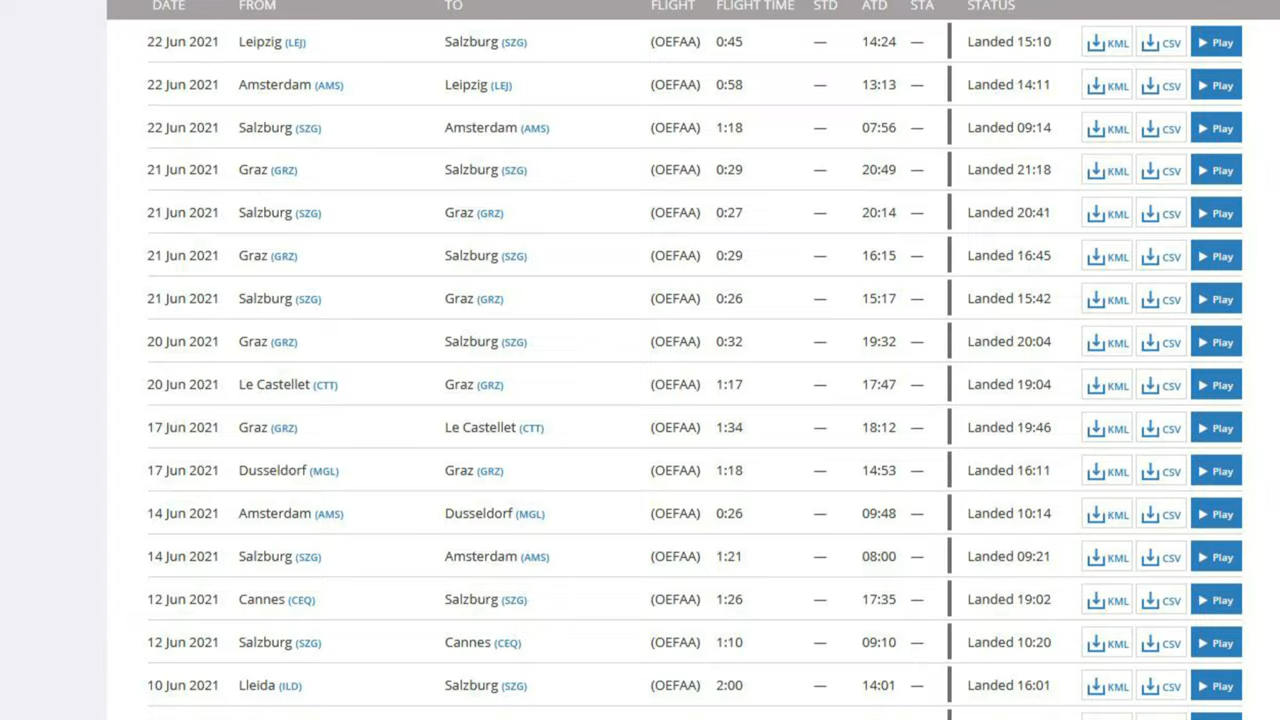 DATE FROM TO FLIGHT FLIGHT TIME STD ATD STA STATUS
22 Jun 2021 Leipzig (LEJ) Salzburg (SZG) (OEFAA) 0:45 — 14:24 — Landed 15:10 KML CSV Play
22 Jun 2021 Amsterdam (AMS) Leipzig (LEJ) (OEFAA) 0:58 — 13:13 — Landed 14:11 KML CSV Play
22 Jun 2021 Salzburg (SZG) Amsterdam (AMS) (OEFAA) 1:18 — 07:56 — Landed 09:14 KML CSV Play
21 Jun 2021 Graz (GRZ) Salzburg (SZG) (OEFAA) 0:29 — 20:49 — Landed 21:18 KML CSV Play
21 Jun 2021 Salzburg (SZG) Graz (GRZ) (OEFAA) 0:27 — 20:14 — Landed 20:41 KML CSV Play
21 Jun 2021 Graz (GRZ) Salzburg (SZG) (OEFAA) 0:29 — 16:15 — Landed 16:45 KML CSV Play
21 Jun 2021 Salzburg (SZG) Graz (GRZ) (OEFAA) 0:26 — 15:17 — Landed 15:42 KML CSV Play
20 Jun 2021 Graz (GRZ) Salzburg (SZG) (OEFAA) 0:32 — 19:32 — Landed 20:04 KML CSV Play
20 Jun 2021 Le Castellet (CTT) Graz (GRZ) (OEFAA) 1:17 — 17:47 — Landed 19:04 KML CSV Play
17 Jun 2021 Graz (GRZ) Le Castellet (CTT) (OEFAA) 1:34 — 18:12 — Landed 19:46 KML CSV Play
17 Jun 2021 Dusseldorf (MGL) Graz (GRZ) (OEFAA) 1:18 — 14:53 — Landed 16:11 KML CSV Play
14 Jun 2021 Amsterdam (AMS) Dusseldorf (MGL) (OEFAA) 0:26 — 09:48 — Landed 10:14 KML CSV Play
14 Jun 2021 Salzburg (SZG) Amsterdam (AMS) (OEFAA) 1:21 — 08:00 — Landed 09:21 KML CSV Play
12 Jun 2021 Cannes (CEQ) Salzburg (SZG) (OEFAA) 1:26 — 17:35 — Landed 19:02 KML CSV Play
12 Jun 2021 Salzburg (SZG) Cannes (CEQ) (OEFAA) 1:10 — 09:10 — Landed 10:20 KML CSV Play
10 Jun 2021 Lleida (ILD) Salzburg (SZG) (OEFAA) 2:00 — 14:01 — Landed 16:01 KML CSV Play